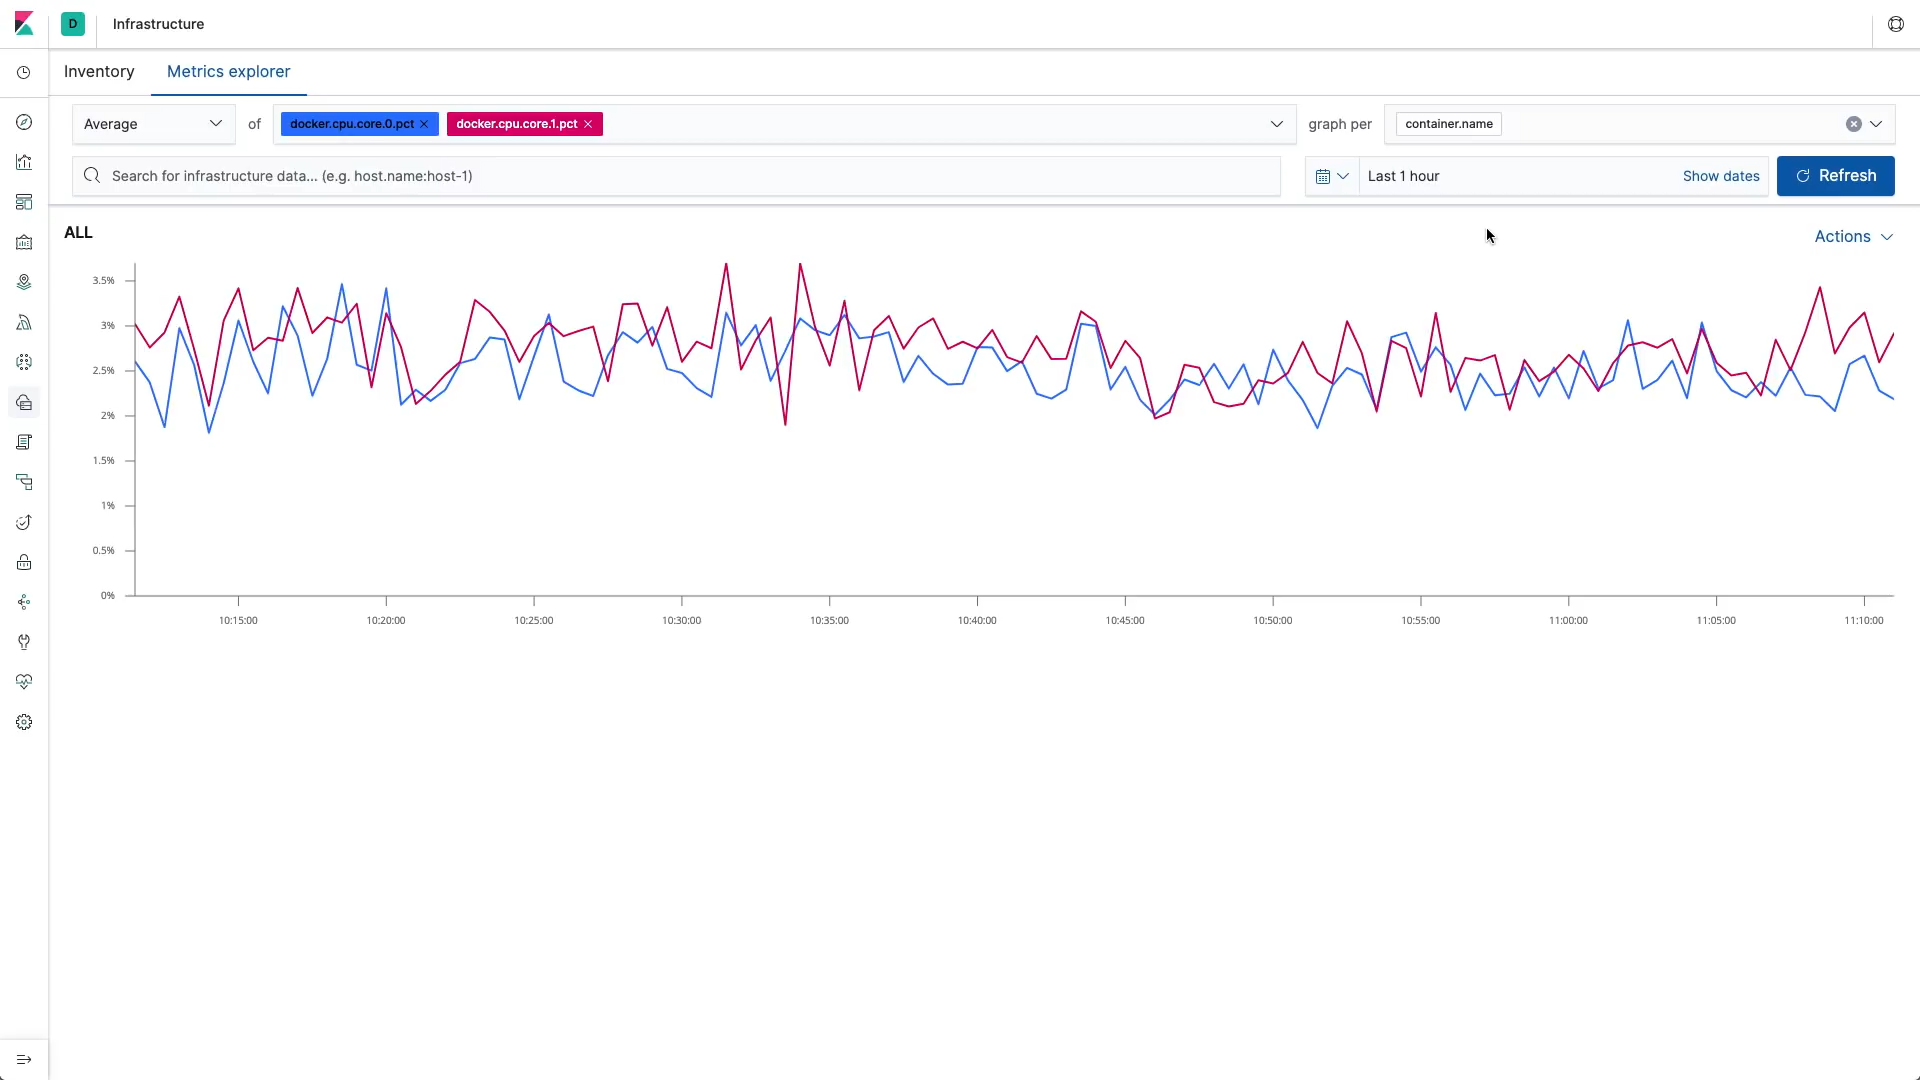 D Infrastructure
Inventory Metrics explorer
Average of docker.cpu.core.0.pct docker.cpu.core.1.pct graph per container.name
Search for infrastructure data... (e.g. host.name:host-1) Last 1 hour Show dates Refresh
ALL
Actions
3.5%
3%
2.5%
2%
1.5%
1%
0.5%
0%
10:15:00 10:20:00 10:25:00 10:30:00 10:35:00 10:40:00 10:45:00 10:50:00 10:55:00 11:00:00 11:05:00 11:10:00